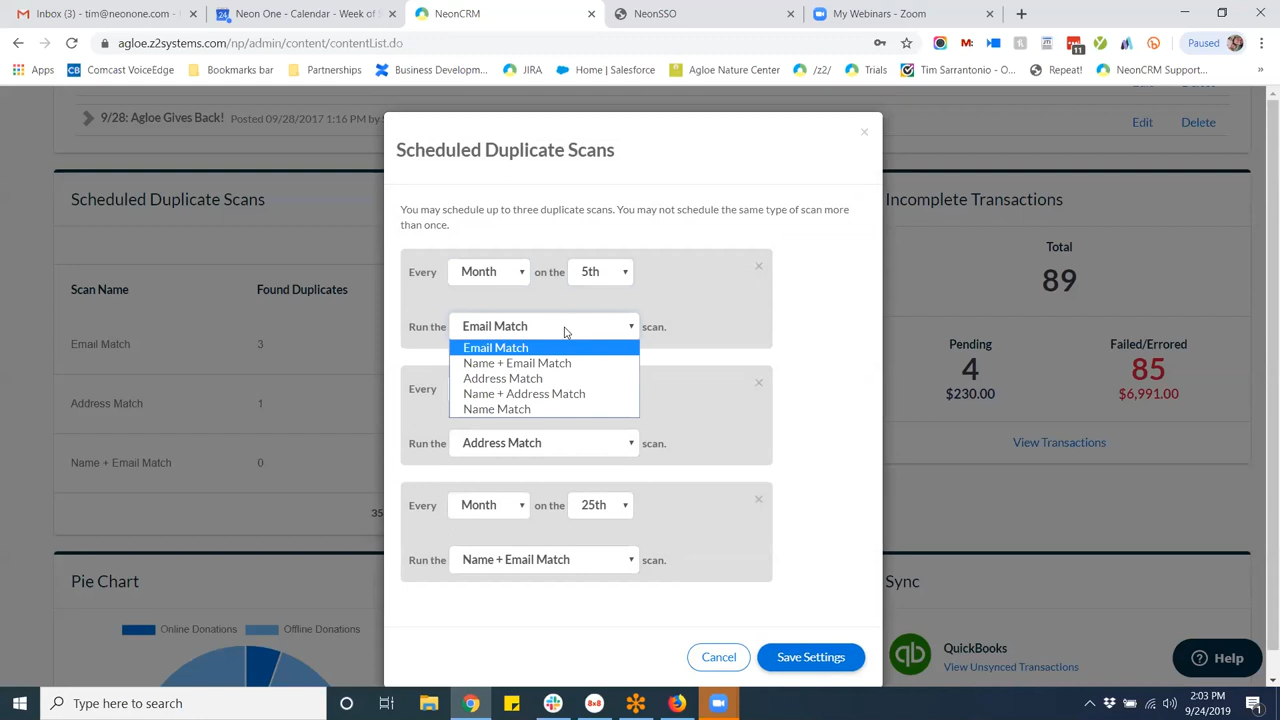 Inbox (3) - tim@neonone.com
Neon One - Calendar - Week of S
NeonCRM
NeonSSO
My Webinars - Zoom
agloe.z2systems.com/np/admin/content/contentList.do
11
Paused
Apps
Comcast VoiceEdge
Bookmarks bar
Partnerships
Business Developm...
JIRA
Home | Salesforce
Agloe Nature Center
/z2/
Trials
Tim Sarrantonio - O...
Repeat!
NeonCRM Support...
9/28: Agloe Gives Back! Posted 09/28/2017 1:16 PM by
Edit
Delete
Scheduled Duplicate Scans
Scan Name
Found Duplicates
Email Match
3
Address Match
1
Name + Email Match
0
35
Pie Chart
Online Donations
Offline Donations
Scheduled Duplicate Scans
You may schedule up to three duplicate scans. You may not schedule the same type of scan more
than once.
Every Month on the 5th
Run the Email Match scan.
Email Match
Name + Email Match
Address Match
Name + Address Match
Name Match
Every
Run the Address Match scan.
Every Month on the 25th
Run the Name + Email Match scan.
Cancel
Save Settings
Incomplete Transactions
Total
89
Pending
Failed/Errored
4
85
$230.00
$6,991.00
View Transactions
Sync
qb
QuickBooks
View Unsynced Transactions
Help
Type here to search
8x8
2:03 PM
9/24/2019
1